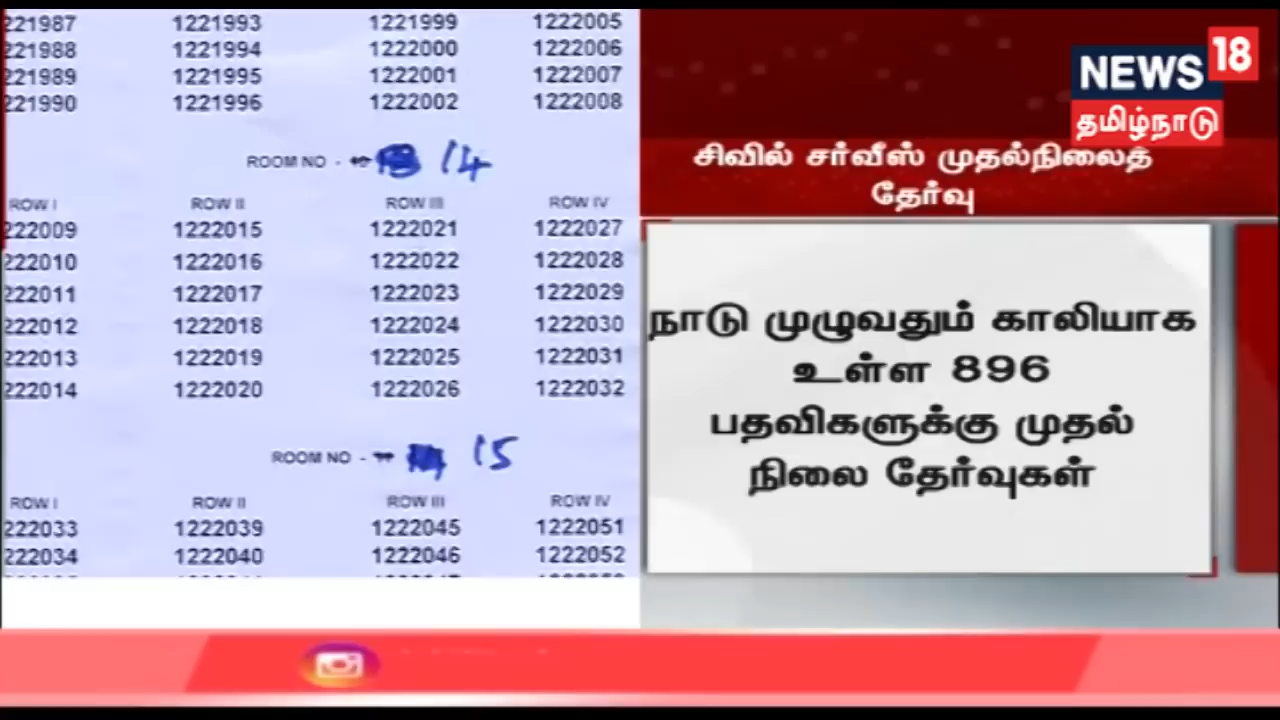 221987 1221993 1221999 1222005
221988 1221994 1222000 1222006
221989 1221995 1222001 1222007
221990 1221996 1222002 1222008
ROOM NO - 14
ROW I ROW II ROW III ROW IV
222009 1222015 1222021 1222027
222010 1222016 1222022 1222028
222011 1222017 1222023 1222029
222012 1222018 1222024 1222030
222013 1222019 1222025 1222031
222014 1222020 1222026 1222032
ROOM NO - 15
ROW I ROW II ROW III ROW IV
222033 1222039 1222045 1222051
222034 1222040 1222046 1222052
NEWS 18
தமிழ்நாடு
சிவில் சர்வீஸ் முதல்நிலைத்
தேர்வு
நாடு முழுவதும் காலியாக
உள்ள 896
பதவிகளுக்கு முதல்
நிலை தேர்வுகள்